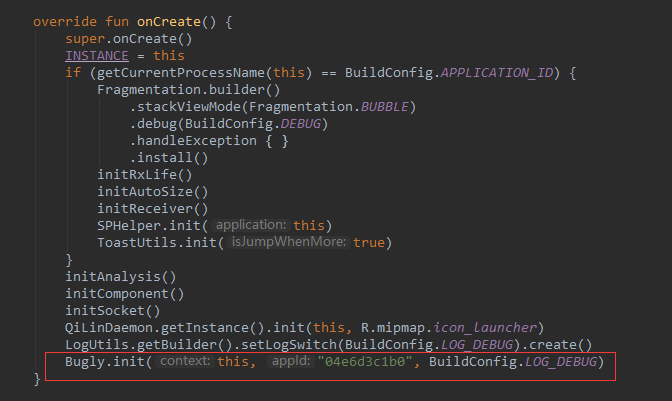 override fun onCreate() {
super.onCreate()
INSTANCE = this
if (getCurrentProcessName(this) == BuildConfig.APPLICATION_ID) {
Fragmentation.builder()
.stackViewMode(Fragmentation.BUBBLE)
.debug(BuildConfig.DEBUG)
.handleException { }
.install()
initRxLife()
initAutoSize()
initReceiver()
SPHelper.init( application: this)
ToastUtils.init( isJumpWhenMore: true)
}
initAnalysis()
initComponent()
initSocket()
QiLinDaemon.getInstance().init(this, R.mipmap.icon_launcher)
LogUtils.getBuilder().setLogSwitch(BuildConfig.LOG_DEBUG).create()
Bugly.init( context: this, appId: "04e6d3c1b0", BuildConfig.LOG_DEBUG)
}